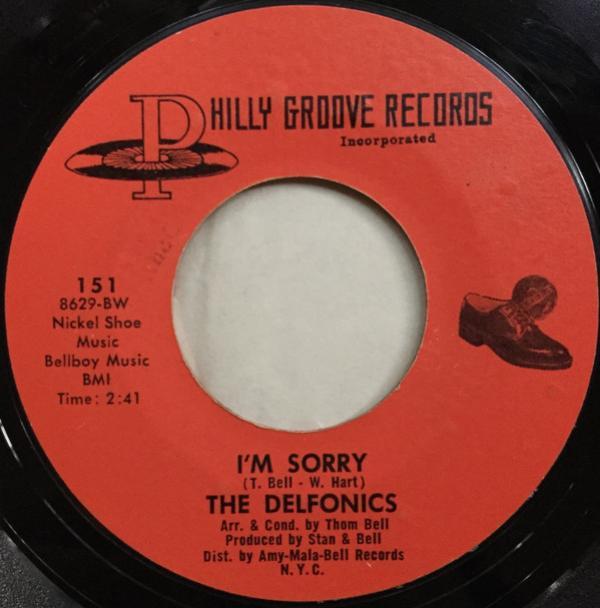 PHILLY GROOVE RECORDS
Incorporated
151
8629-BW
Nickel Shoe
Music
Bellboy Music
BMI
Time: 2:41
I'M SORRY
(T. Bell - W. Hart)
THE DELFONICS
Arr. & Cond. by Thom Bell
Produced by Stan & Bell
Dist. by Amy-Mala-Bell Records
N.Y.C.